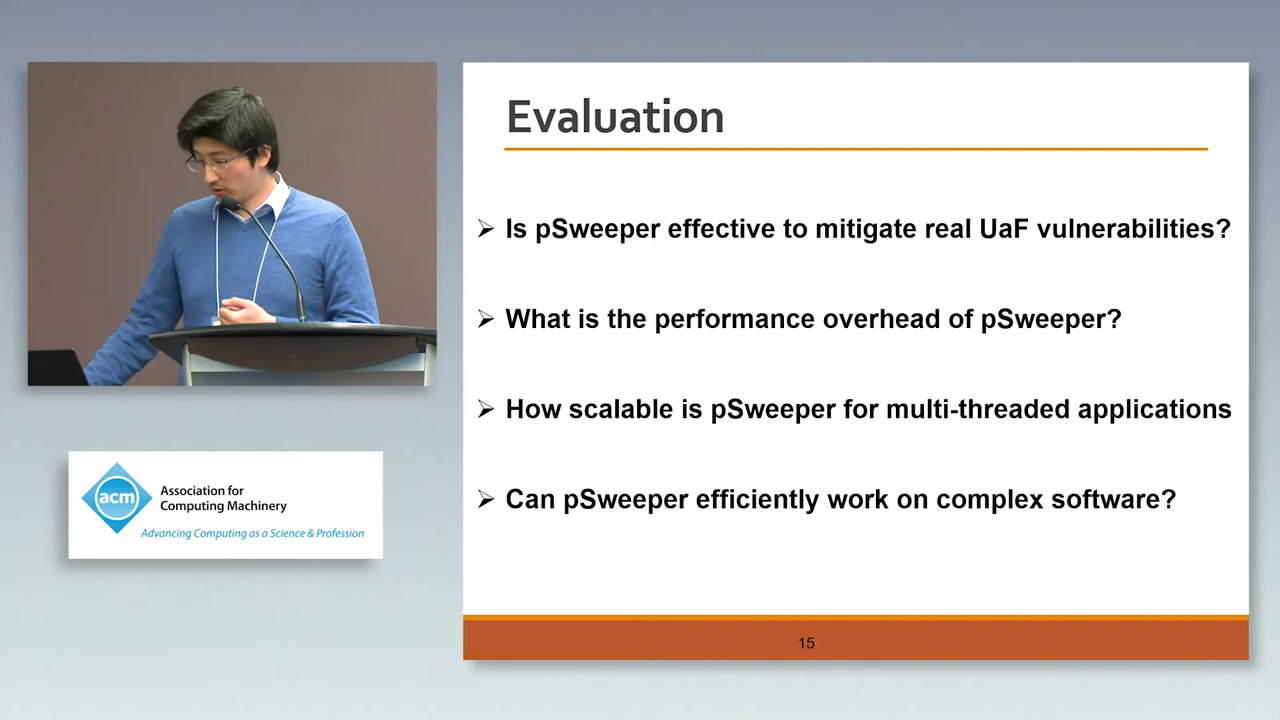 Evaluation
➢ Is pSweeper effective to mitigate real UaF vulnerabilities?
➢ What is the performance overhead of pSweeper?
➢ How scalable is pSweeper for multi-threaded applications
➢ Can pSweeper efficiently work on complex software?
15
acm
Association for
Computing Machinery
Advancing Computing as a Science & Profession